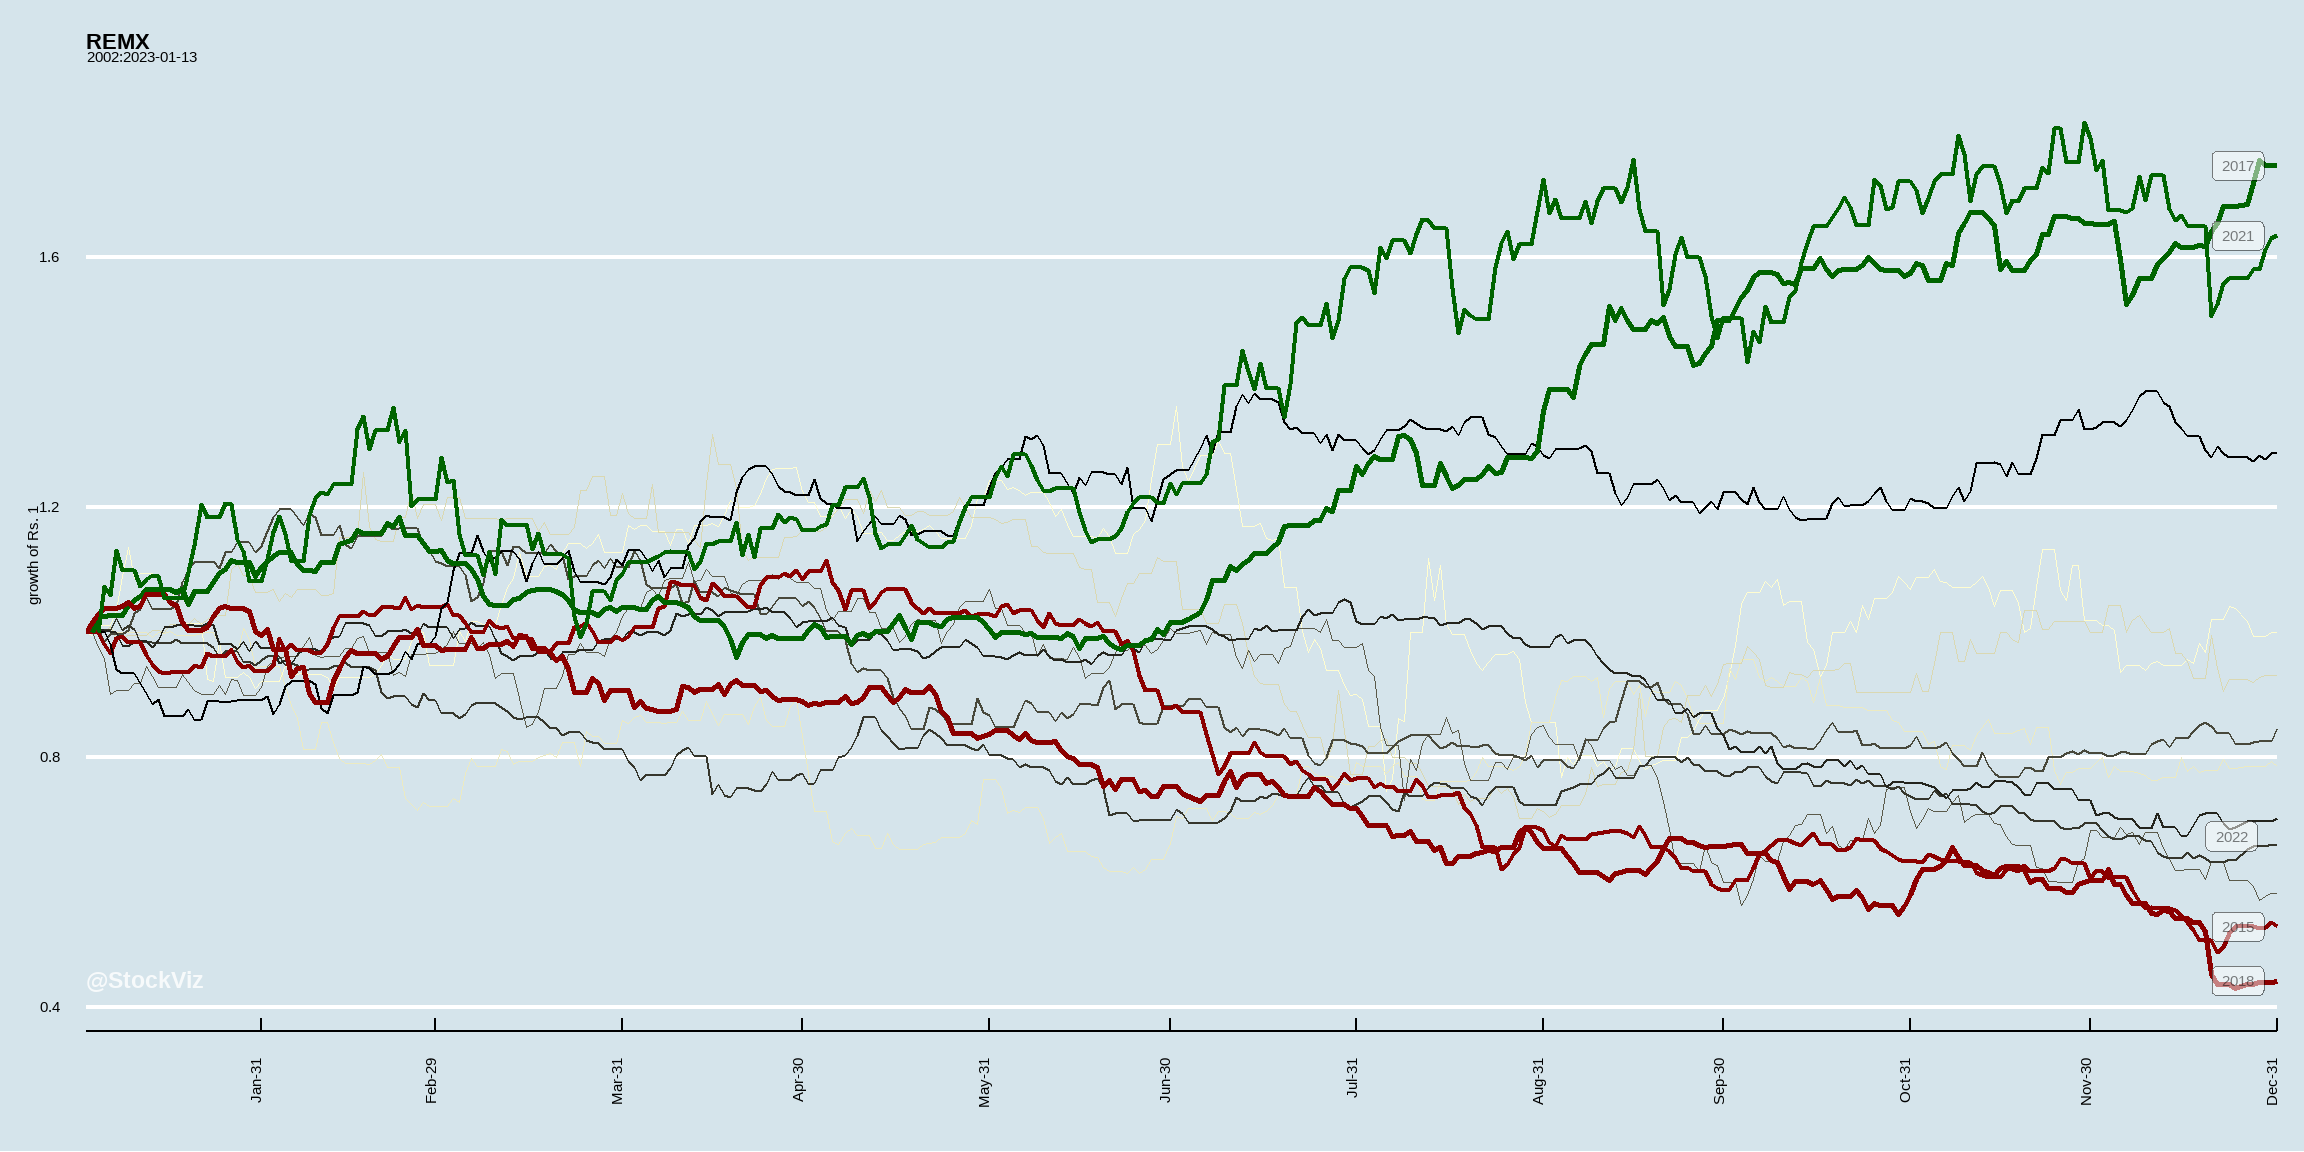 REMX
2002:2023-01-13
2017
2021
1.6
1.2
growth of Rs. 1
0.8
2022
2015
@StockViz
2018
0.4
Jan-31
Feb-29
Mar-31
Apr-30
May-31
Jun-30
Jul-31
Aug-31
Sep-30
Oct-31
Nov-30
Dec-31